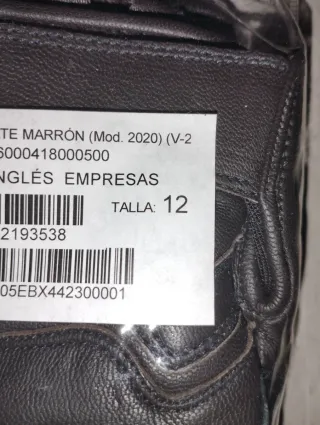 TE MARRÓN (Mod. 2020) (V-2
6000418000500
NGLÉS EMPRESAS
TALLA: 12
2193538
05EBX442300001